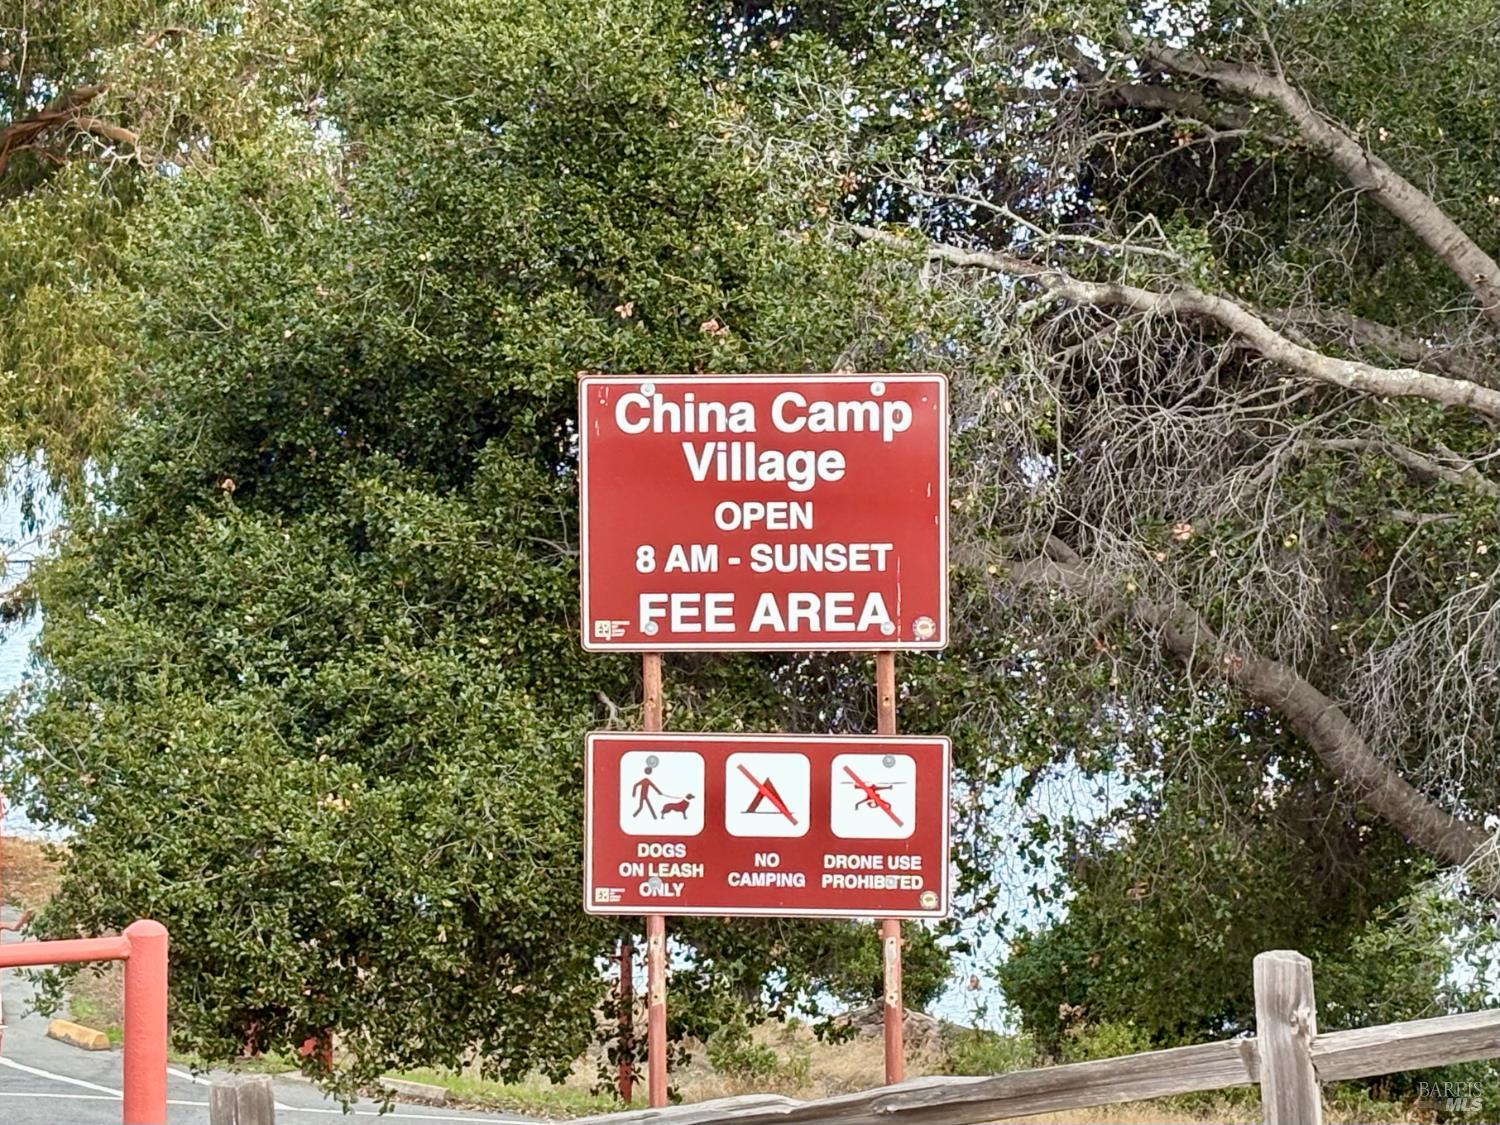 China Camp
Village
OPEN
8 AM - SUNSET
FEE AREA
DOGS
ON LEASH
ONLY
NO
CAMPING
DRONE USE
PROHIBITED
BAREIS
MLS